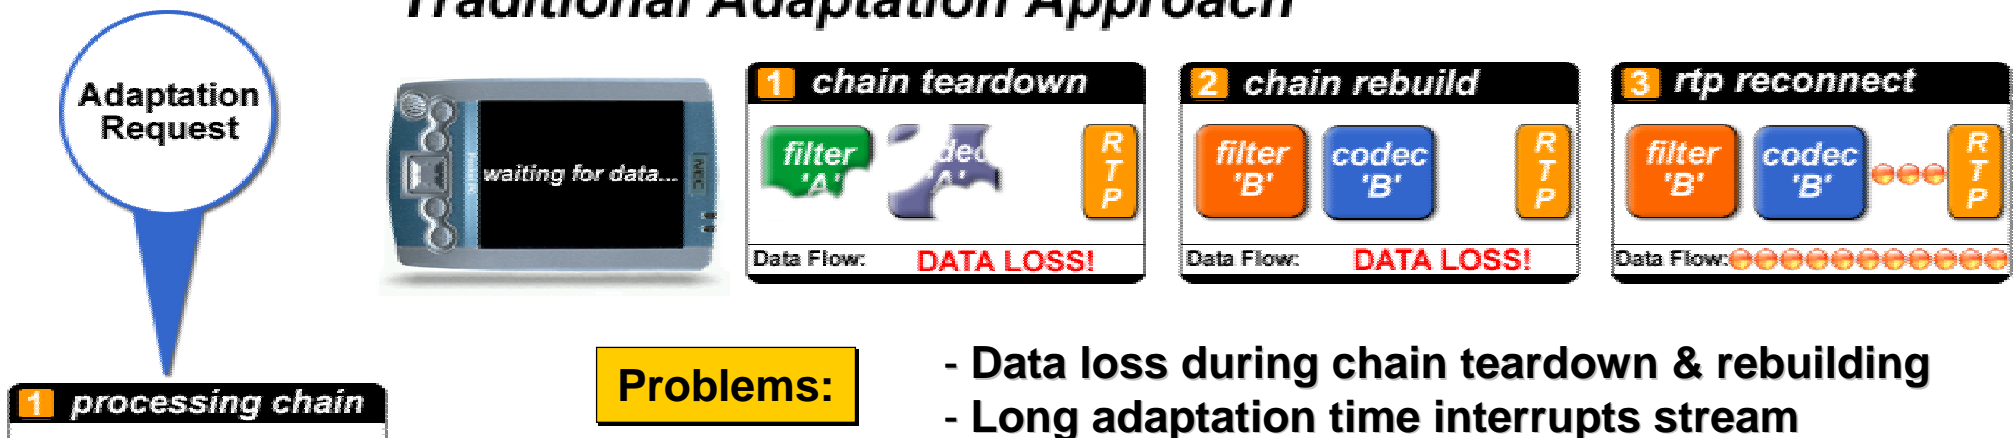 Traditional Adaptation Approach
Adaptation
Request
waiting for data...
NEC
1 chain teardown
filter
'A'
'A'
R
T
P
Data Flow: DATA LOSS!
2 chain rebuild
filter
'B'
codec
'B'
R
T
P
Data Flow: DATA LOSS!
3 rtp reconnect
filter
'B'
codec
'B'
R
T
P
Data Flow:
Problems:
- Data loss during chain teardown & rebuilding
- Long adaptation time interrupts stream
1 processing chain